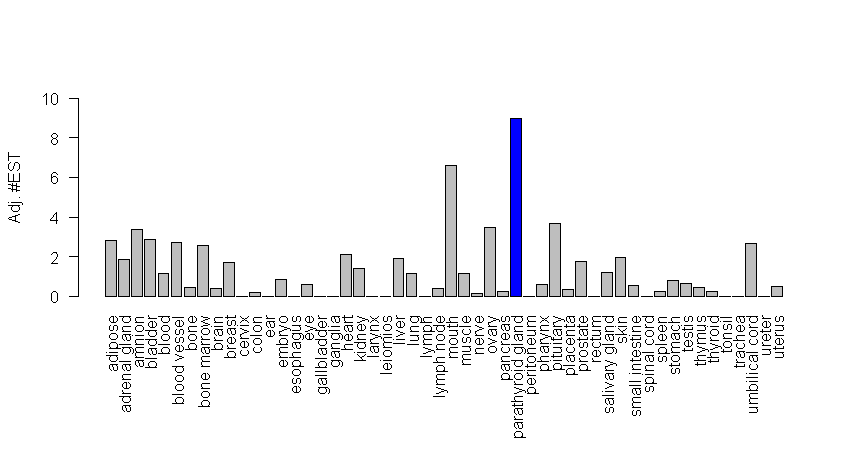 Adj. #EST
10
8
6
4
2
0
adipose
adrenal gland
amnion
bladder
blood
blood vessel
bone
bone marrow
brain
breast
cervix
colon
ear
embryo
esophagus
eye
gallbladder
ganglia
heart
kidney
larynx
leiomios
liver
lung
lymph
lymph node
mouth
muscle
nerve
ovary
pancreas
parathyroid gland
peritoneum
pharynx
pituitary
placenta
prostate
rectum
salivary gland
skin
small intestine
spinal cord
spleen
stomach
testis
thymus
thyroid
tonsil
trachea
umbilical cord
ureter
uterus